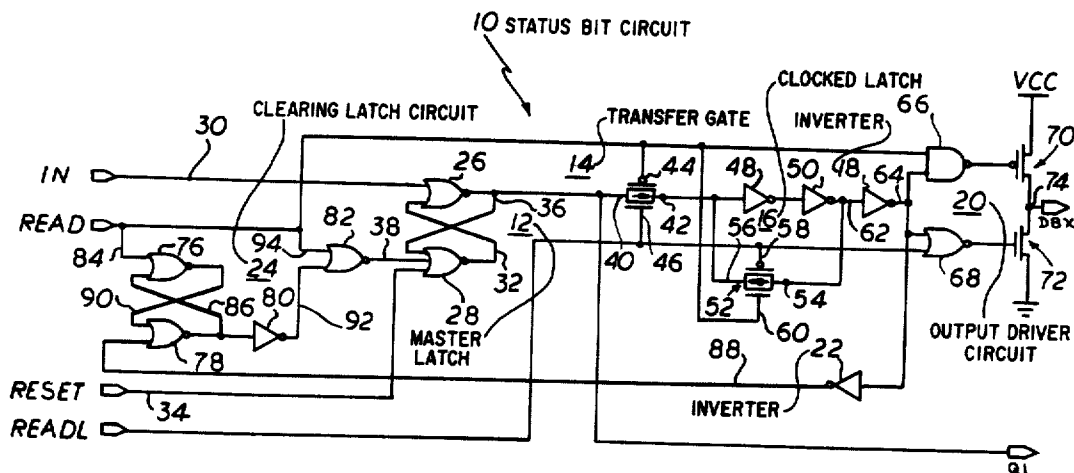 10 STATUS BIT CIRCUIT
CLOCKED LATCH
VCC
66
CLEARING LATCH CIRCUIT
TRANSFER GATE
INVERTER
30
26
14
44
48
50
18
64
70
IN
36
42
16
58
62
20
74
DBX
READ
82
38
12
40
46
56
84
76
94
24
32
52
54
68
72
90
86
80
92
28
60
MASTER
LATCH
OUTPUT DRIVER
CIRCUIT
78
88
22
RESET
34
INVERTER
READL
Q1